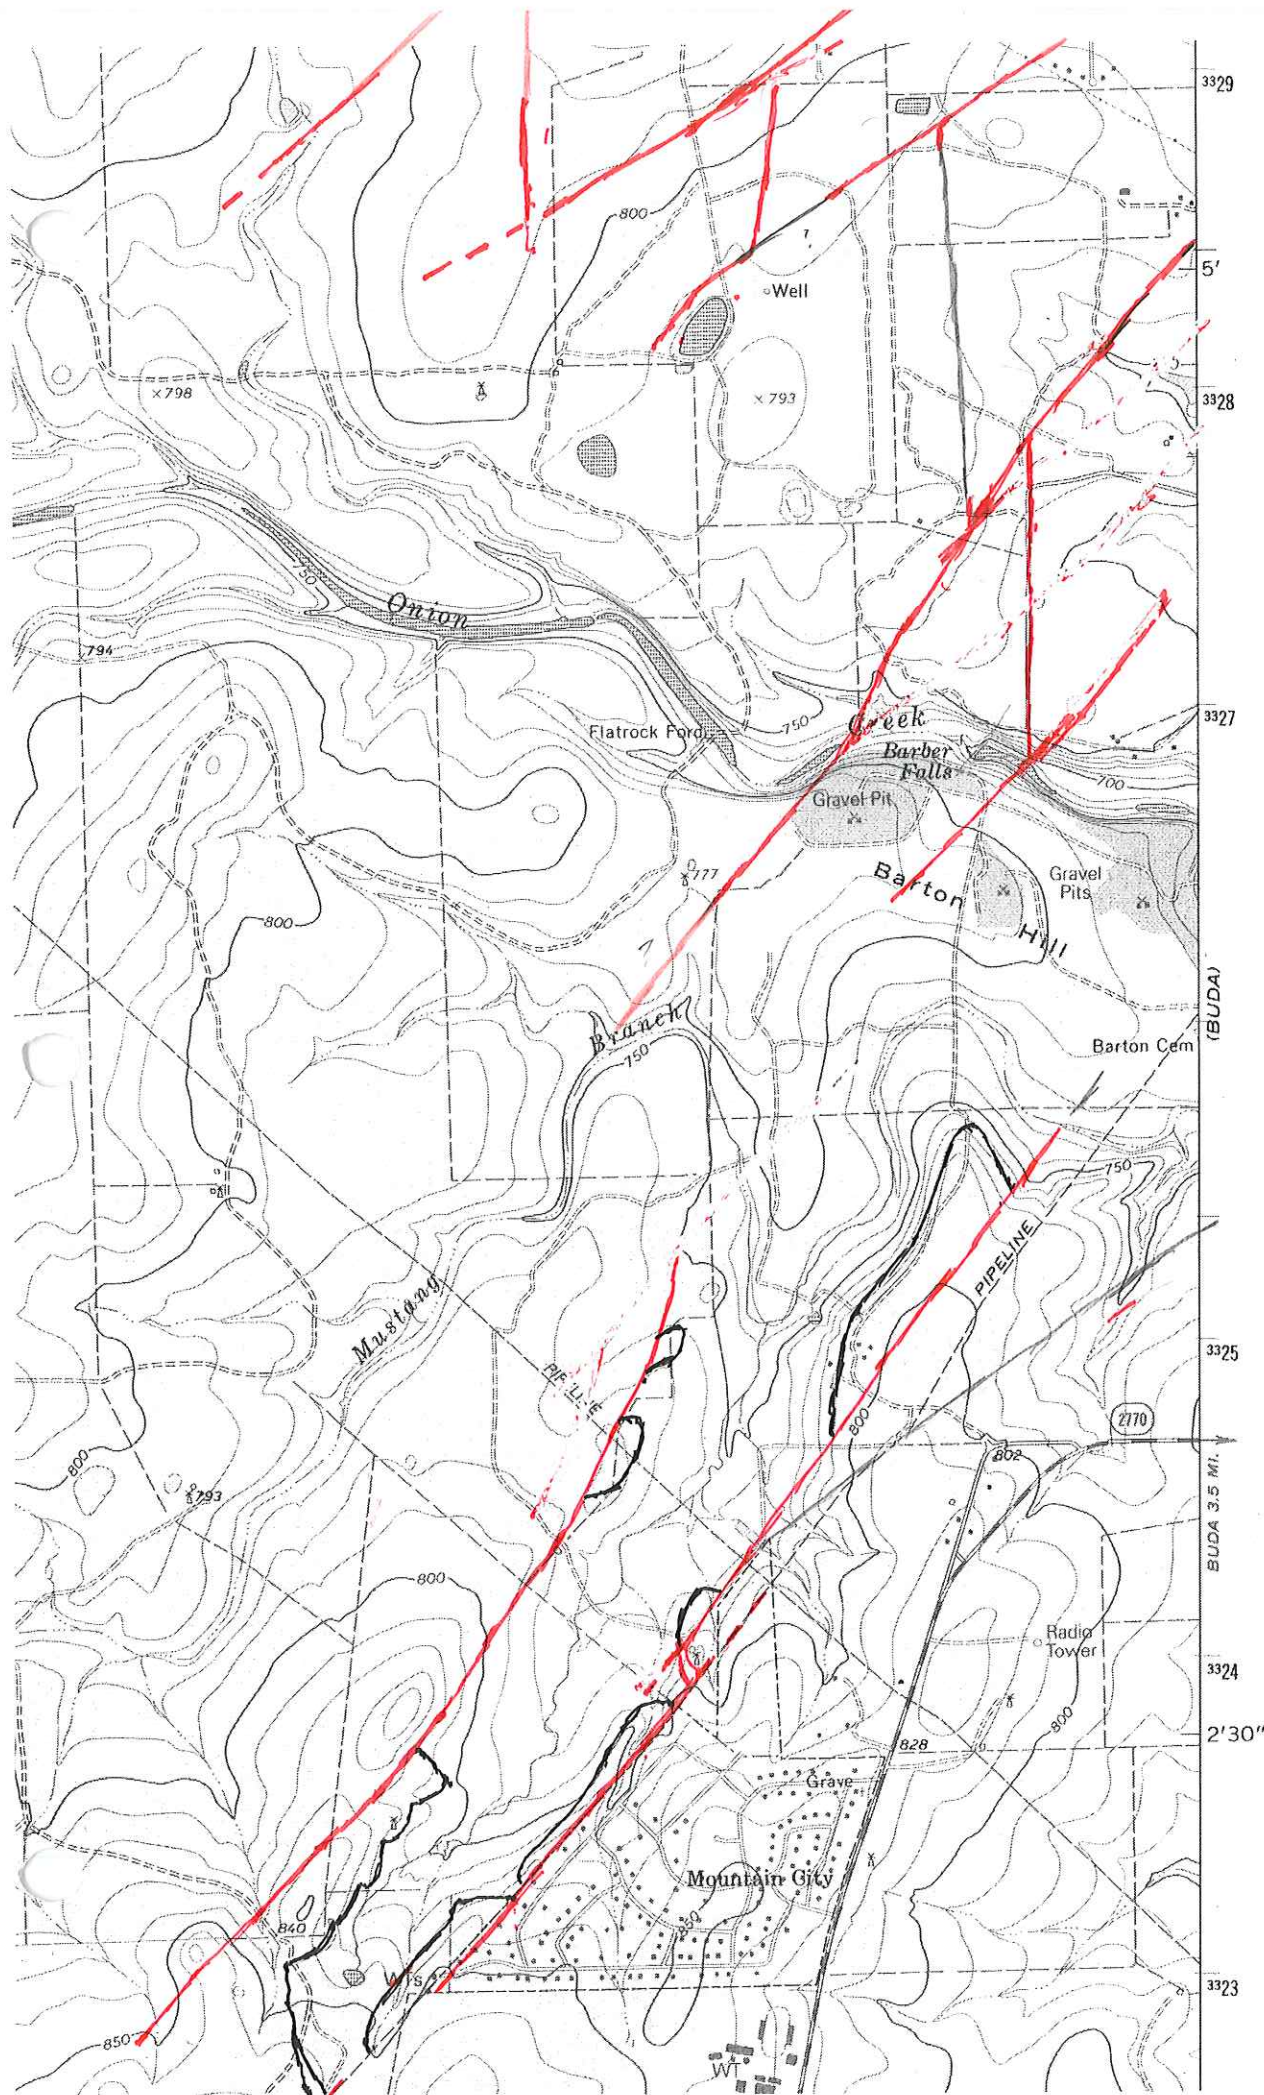 3329
800
5'
Well
798
793
3328
750
Onion
794
Flatrock Ford
750
Creek
3327
Barber
Falls
700
Gravel Pit
777
Barton
Hill
Gravel
Pits
800
(BUDA)
Branch
750
Barton Cem
750
Mustang
PIPELINE
3325
PIPELINE
800
2770
802
BUDA 3.5 MI.
800
793
800
Radio
Tower
3324
800
2'30"
828
Grave
Mountain City
850
840
WTs
3323
850
WT